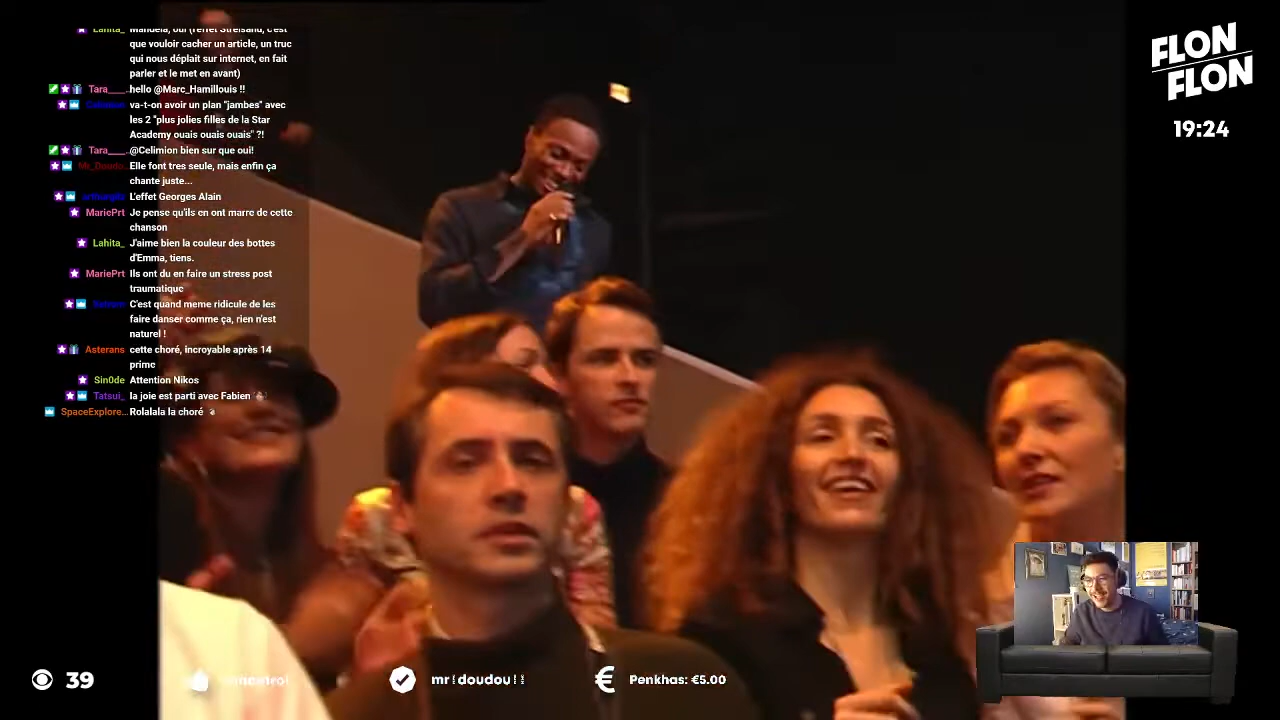 Lahita_ Mandela, oui (l'effet Streisand, c'est
que vouloir cacher un article, un truc
qui nous déplait sur internet, en fait
parler et le met en avant)
Tara___.. hello @Marc_Hamillouis !!
va-t-on avoir un plan "jambes" avec
les 2 "plus jolies filles de la Star
Academy ouais ouais ouais" ?!
Tara___.. @Celimion bien sur que oui!
Mr_Doudo.. Elle font tres seule, mais enfin ça
chante juste...
L'effet Georges Alain
MariePrt Je pense qu'ils en ont marre de cette
chanson
Lahita_ J'aime bien la couleur des bottes
d'Emma, tiens.
MariePrt Ils ont du en faire un stress post
traumatique
C'est quand meme ridicule de les
faire danser comme ça, rien n'est
naturel !
Asterans cette choré, incroyable après 14
prime
Sin0de Attention Nikos
Tatsui_ la joie est parti avec Fabien
SpaceExplore... Rolalala la choré
FLON
FLON
19:24
39
mr!doudou!!
Penkhas: €5.00